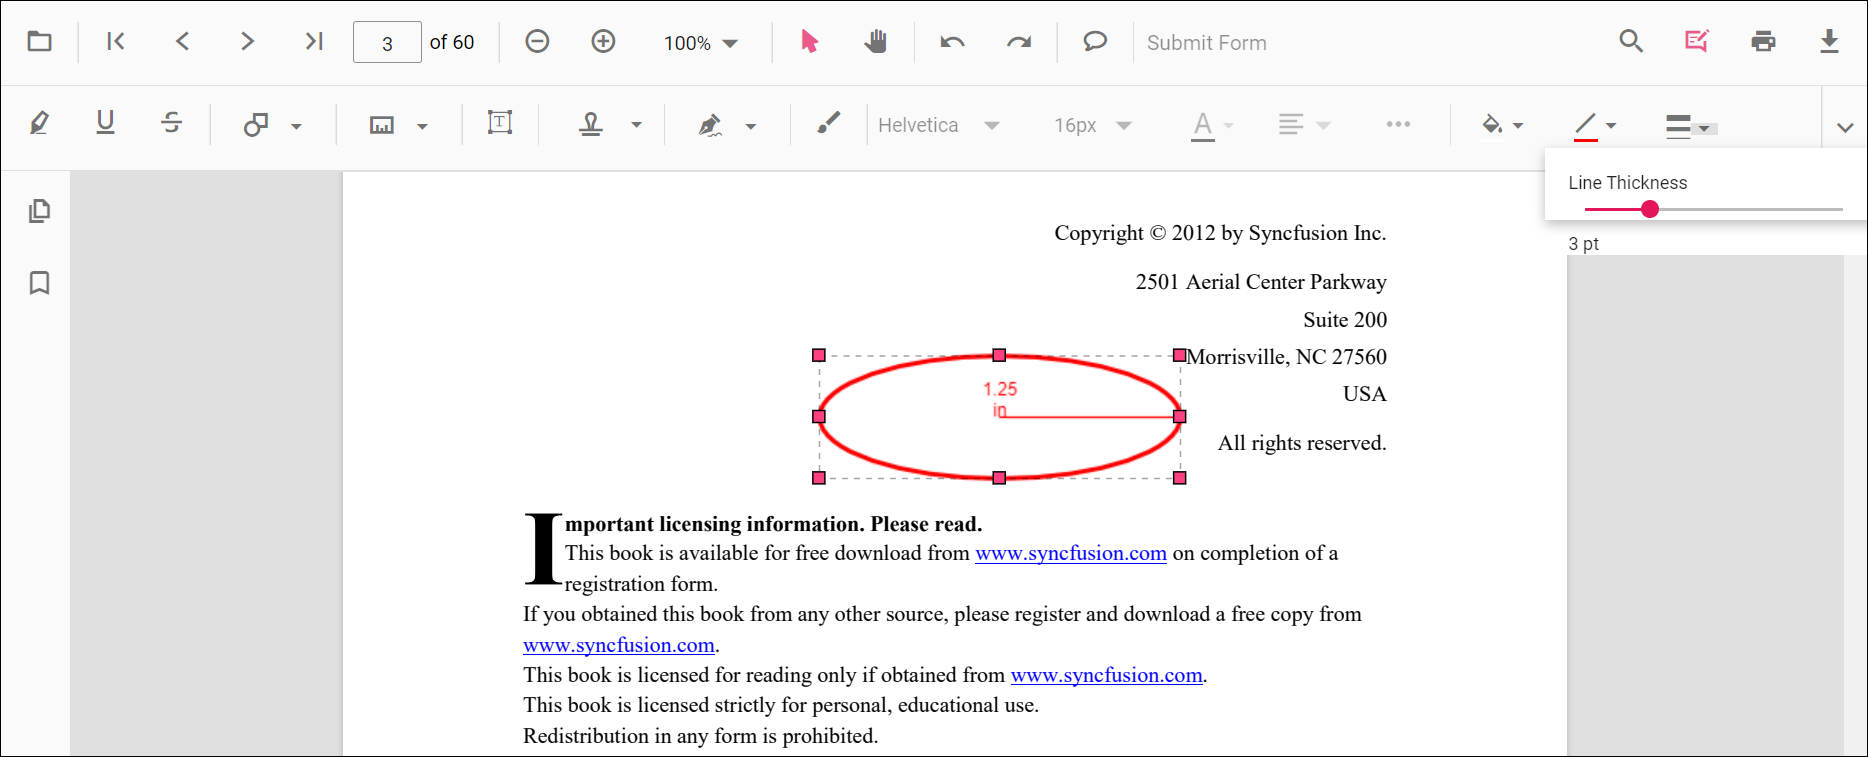 3 of 60 100% Submit Form
U S T Helvetica 16px A
Line Thickness
3 pt
Copyright © 2012 by Syncfusion Inc.
2501 Aerial Center Parkway
Suite 200
Morrisville, NC 27560
USA
All rights reserved.
1.25
in
Important licensing information. Please read.
This book is available for free download from www.syncfusion.com on completion of a
registration form.
If you obtained this book from any other source, please register and download a free copy from
www.syncfusion.com.
This book is licensed for reading only if obtained from www.syncfusion.com.
This book is licensed strictly for personal, educational use.
Redistribution in any form is prohibited.